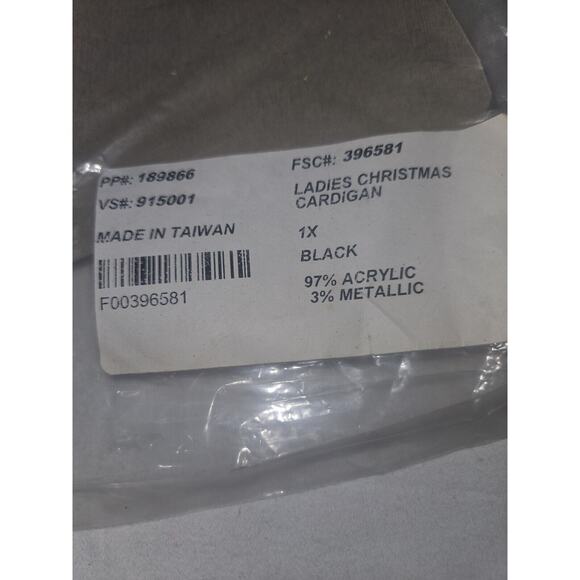 PP#: 189866
VS#: 915001
MADE IN TAIWAN
F00396581
FSC#: 396581
LADIES CHRISTMAS
CARDIGAN
1X
BLACK
97% ACRYLIC
3% METALLIC